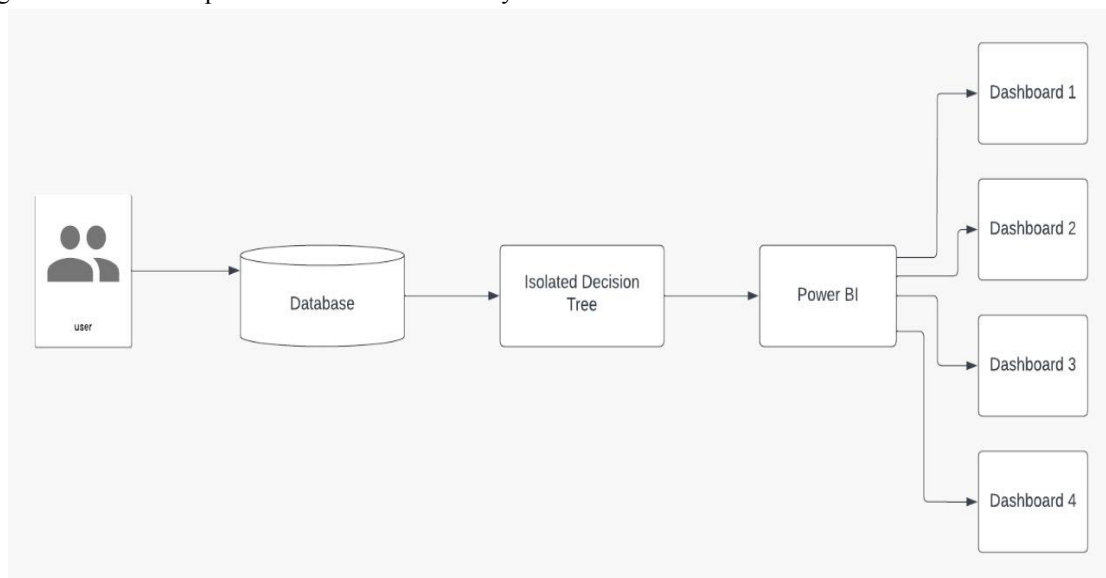 user
Database
Isolated Decision
Tree
Power BI
Dashboard 1
Dashboard 2
Dashboard 3
Dashboard 4